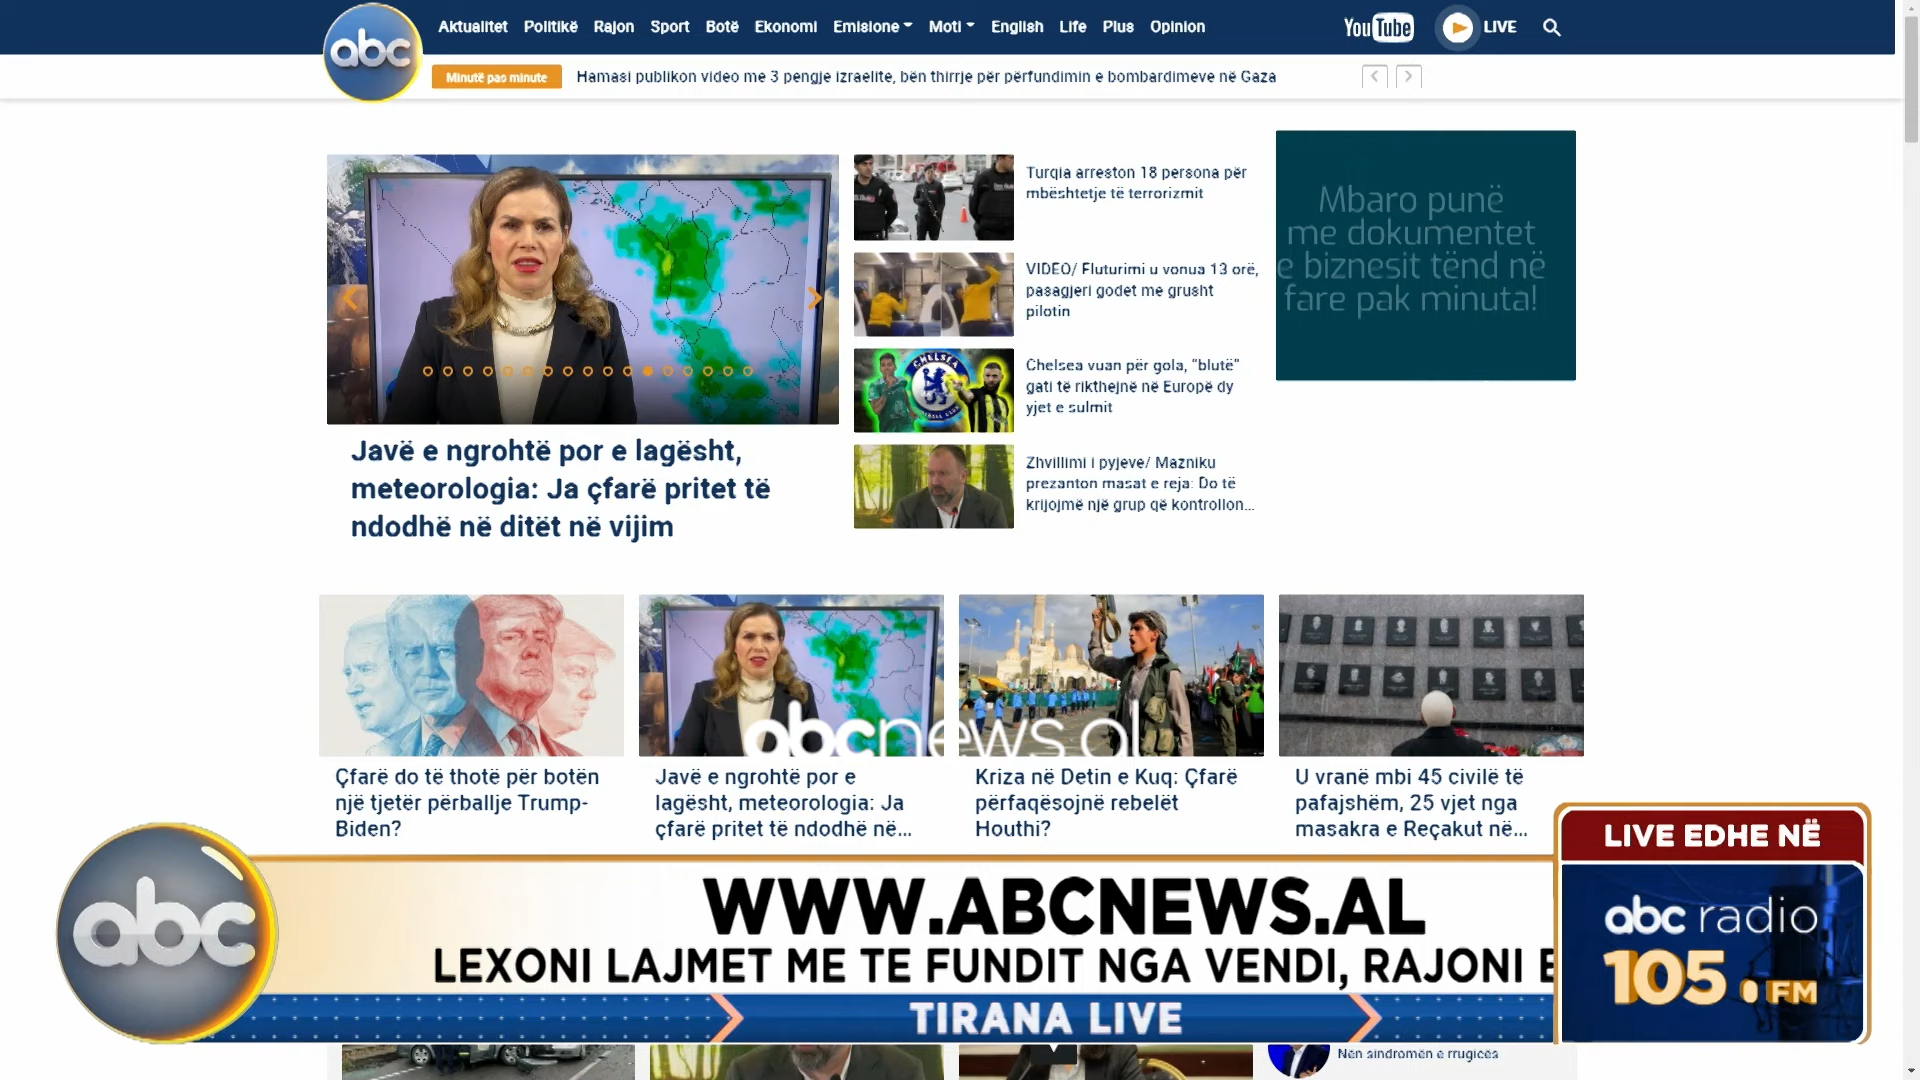 abc
Aktualitet Politikë Rajon Sport Botë Ekonomi Emisione Moti English Life Plus Opinion
YouTube
LIVE
Minutë pas minute
Hamasi publikon video me 3 pengje izraelite, bën thirrje për përfundimin e bombardimeve në Gaza
Javë e ngrohtë por e lagësht,
meteorologia: Ja çfarë pritet të
ndodhë në ditët në vijim
Turqia arreston 18 persona për
mbështetje të terrorizmit
VIDEO/ Fluturimi u vonua 13 orë,
pasagjeri godet me grusht
pilotin
CHELSEA
Chelsea vuan për gola, "blutë"
gati të rikthejnë në Europë dy
yjet e sulmit
Zhvillimi i pyjeve/ Mazniku
prezanton masat e reja: Do të
krijojmë një grup që kontrollon...
Mbaro punë
me dokumentet
e biznesit tënd në
fare pak minuta!
Çfarë do të thotë për botën
një tjetër përballje Trump-
Biden?
Javë e ngrohtë por e
lagësht, meteorologia: Ja
çfarë pritet të ndodhë në...
Kriza në Detin e Kuq: Çfarë
përfaqësojnë rebelët
Houthi?
U vranë mbi 45 civilë të
pafajshëm, 25 vjet nga
masakra e Reçakut në...
abcnews.al
abc
WWW.ABCNEWS.AL
LEXONI LAJMET ME TE FUNDIT NGA VENDI, RAJONI E
TIRANA LIVE
LIVE EDHE NË
abc radio
105.0 FM
Nën sindromën e rrugicës